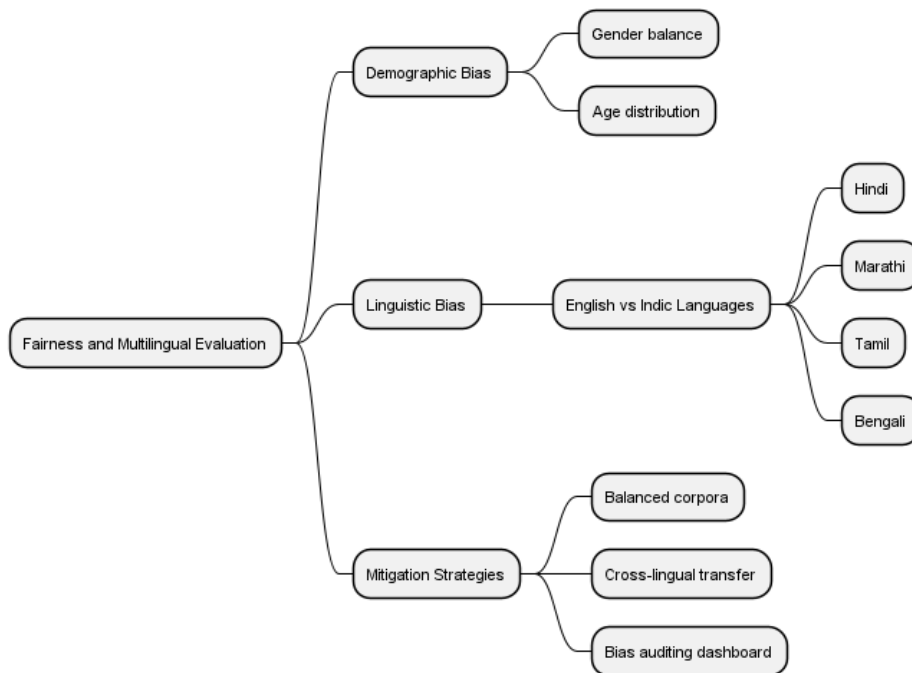 Fairness and Multilingual Evaluation
Demographic Bias
Gender balance
Age distribution
Linguistic Bias
English vs Indic Languages
Hindi
Marathi
Tamil
Bengali
Mitigation Strategies
Balanced corpora
Cross-lingual transfer
Bias auditing dashboard